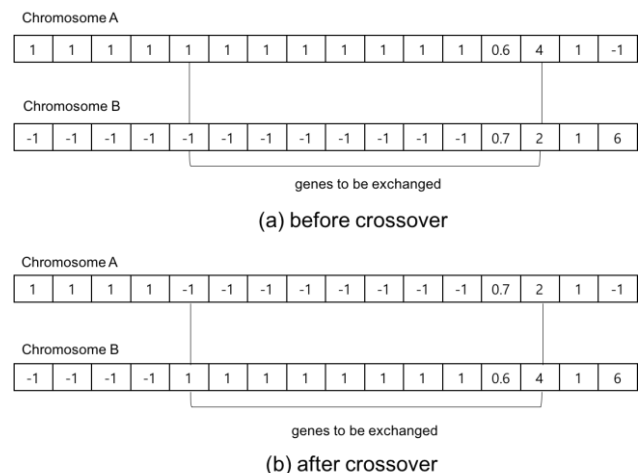 Chromosome A
1 1 1 1 1 1 1 1 1 1 1 0.6 4 1 -1
Chromosome B
-1 -1 -1 -1 -1 -1 -1 -1 -1 -1 -1 0.7 2 1 6
genes to be exchanged
(a) before crossover
Chromosome A
1 1 1 1 -1 -1 -1 -1 -1 -1 -1 0.7 2 1 -1
Chromosome B
-1 -1 -1 -1 1 1 1 1 1 1 1 0.6 4 1 6
genes to be exchanged
(b) after crossover